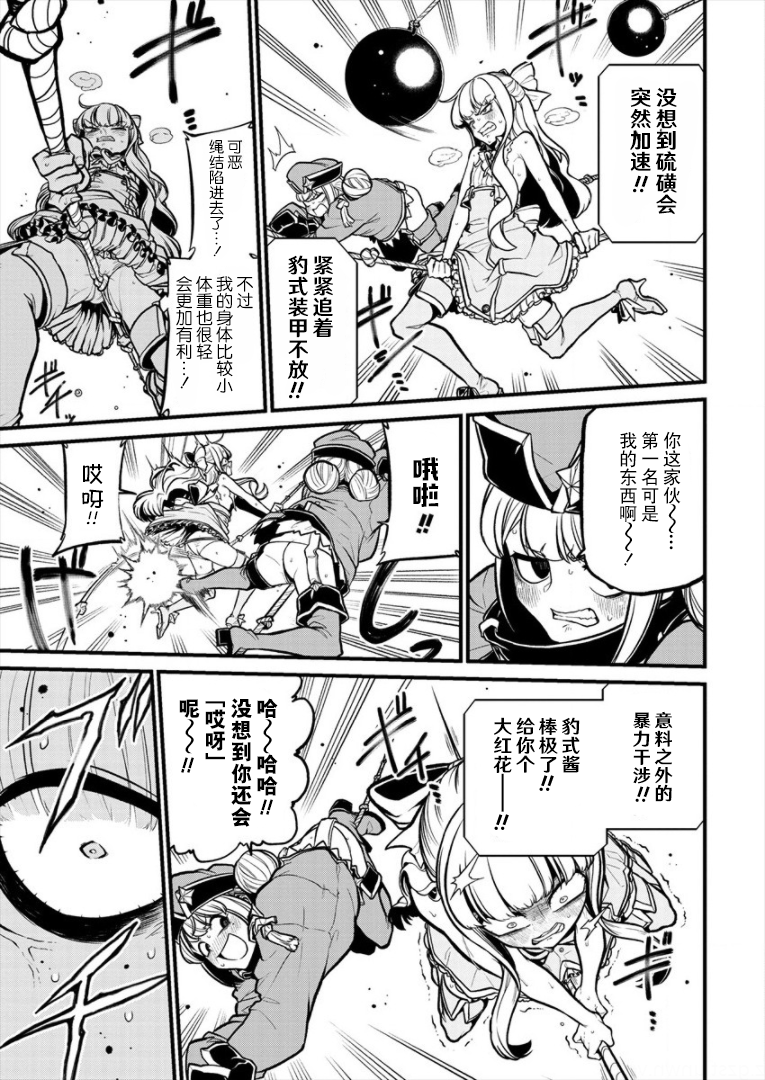 没想到硫磺会
突然加速!!
紧紧追着
豹式装甲不放!!
可恶
绳结陷进去了…!
不过
我的身体比较小
体重也很轻
会更加有利…!
你这家伙
～～…
第一名可是
我的东西啊～～!
哦啦!!
哎呀!!
意料之外的
暴力干涉!!
豹式酱
棒极了!!
给你个
大红花
——!!
哈～～哈哈!!
没想到你还会
「哎呀」
呢～～!!